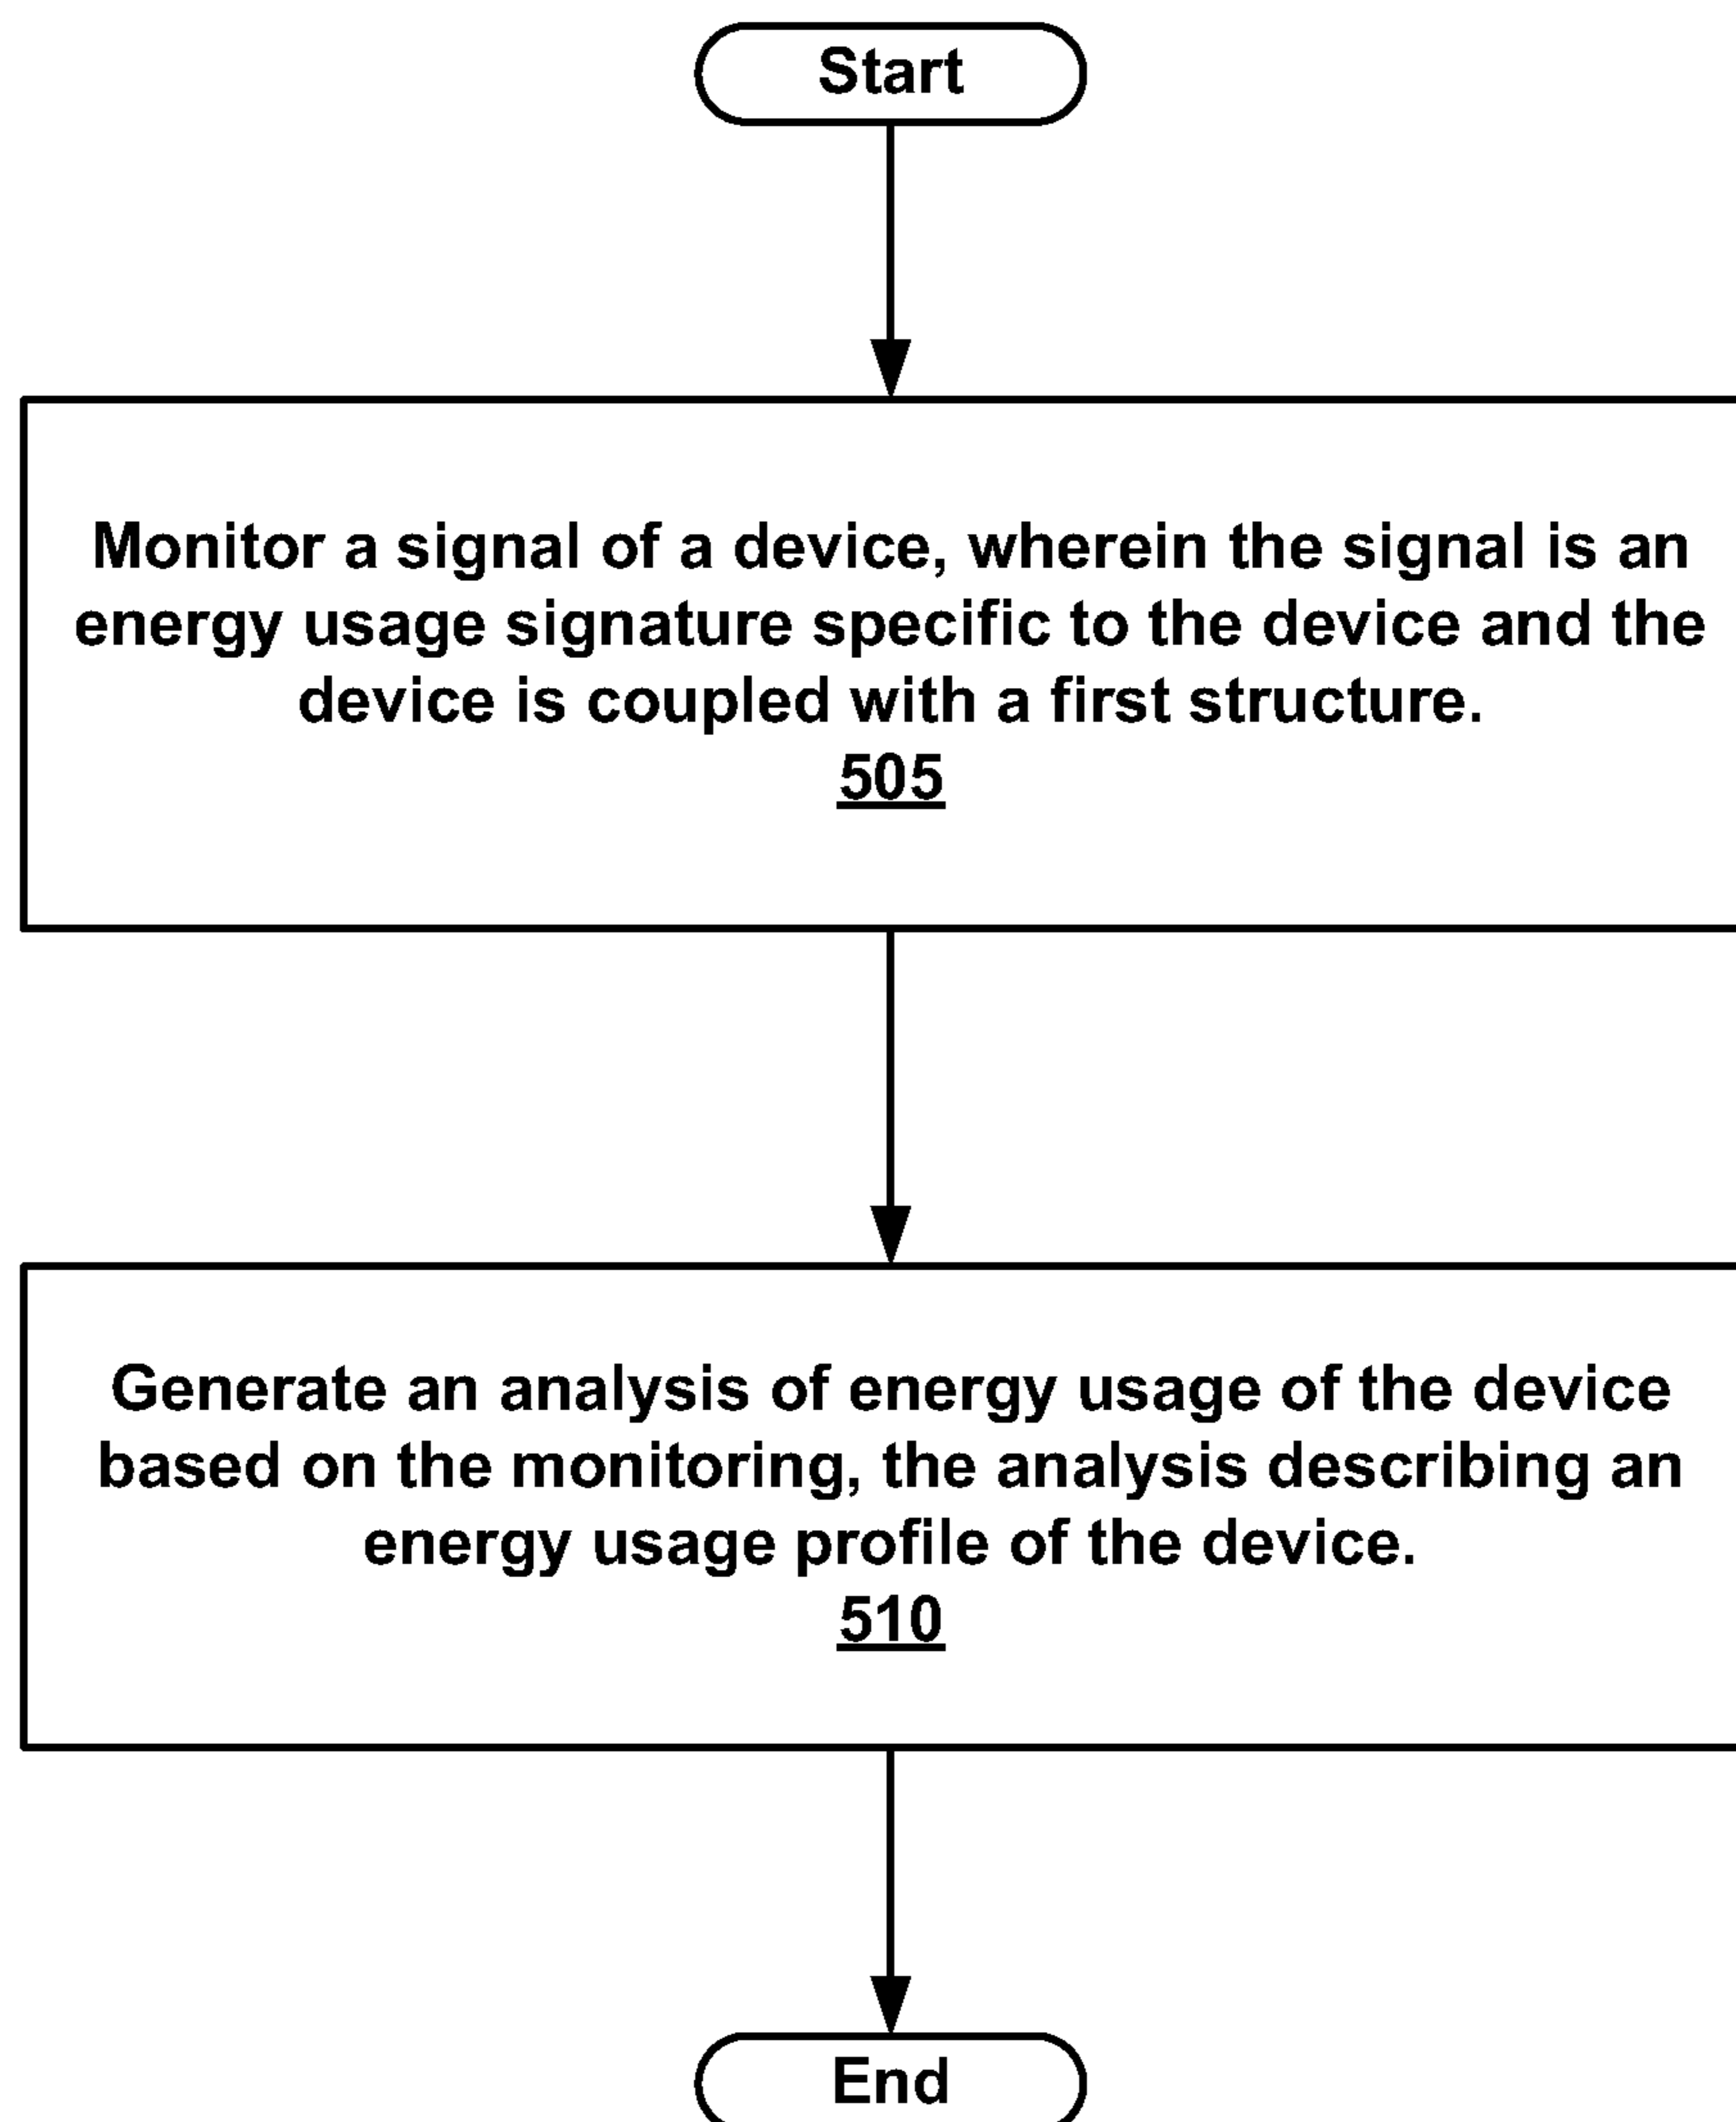 Start
Monitor a signal of a device, wherein the signal is an
energy usage signature specific to the device and the
device is coupled with a first structure.
505
Generate an analysis of energy usage of the device
based on the monitoring, the analysis describing an
energy usage profile of the device.
510
End